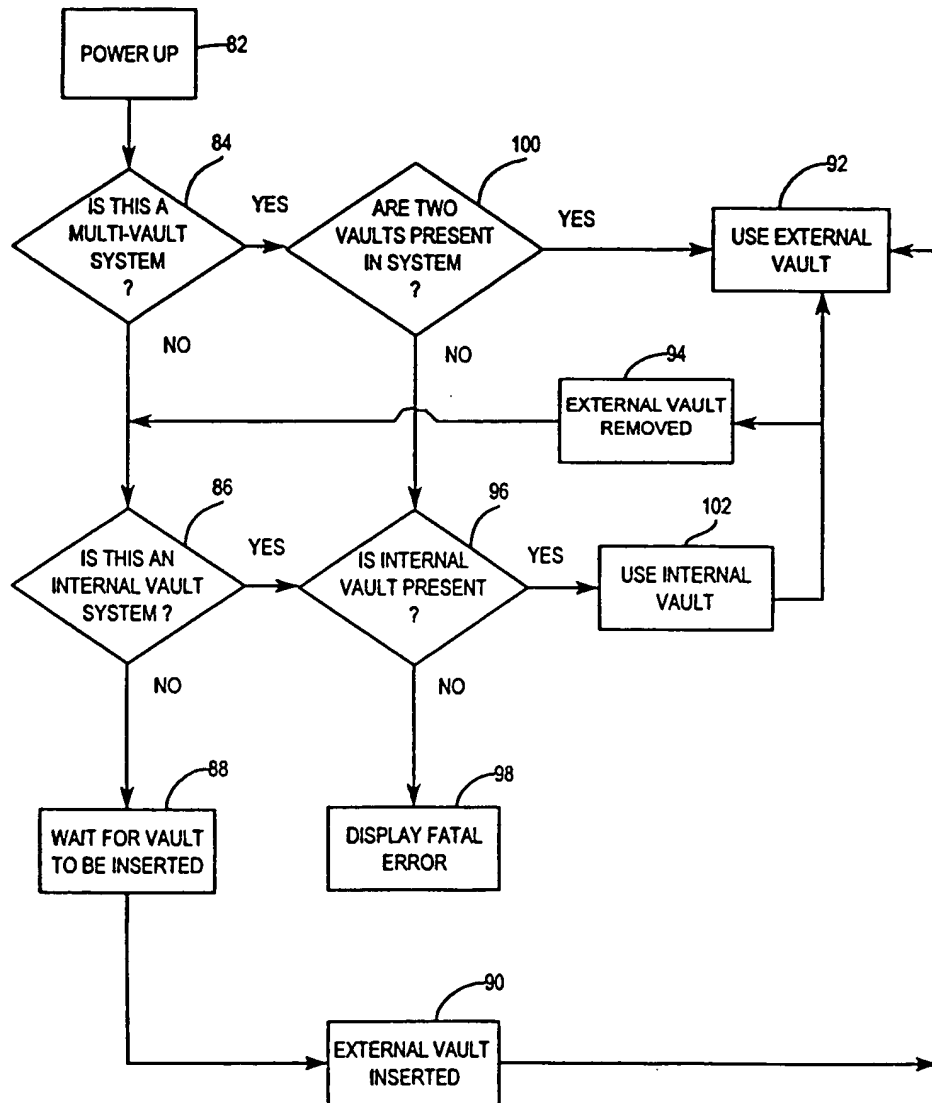 POWER UP
82
84
IS THIS A
MULTI-VAULT
SYSTEM
?
YES
NO
100
ARE TWO
VAULTS PRESENT
IN SYSTEM
?
YES
NO
92
USE EXTERNAL
VAULT
94
EXTERNAL VAULT
REMOVED
86
IS THIS AN
INTERNAL VAULT
SYSTEM ?
YES
NO
96
IS INTERNAL
VAULT PRESENT
?
YES
NO
102
USE INTERNAL
VAULT
88
WAIT FOR VAULT
TO BE INSERTED
98
DISPLAY FATAL
ERROR
90
EXTERNAL VAULT
INSERTED